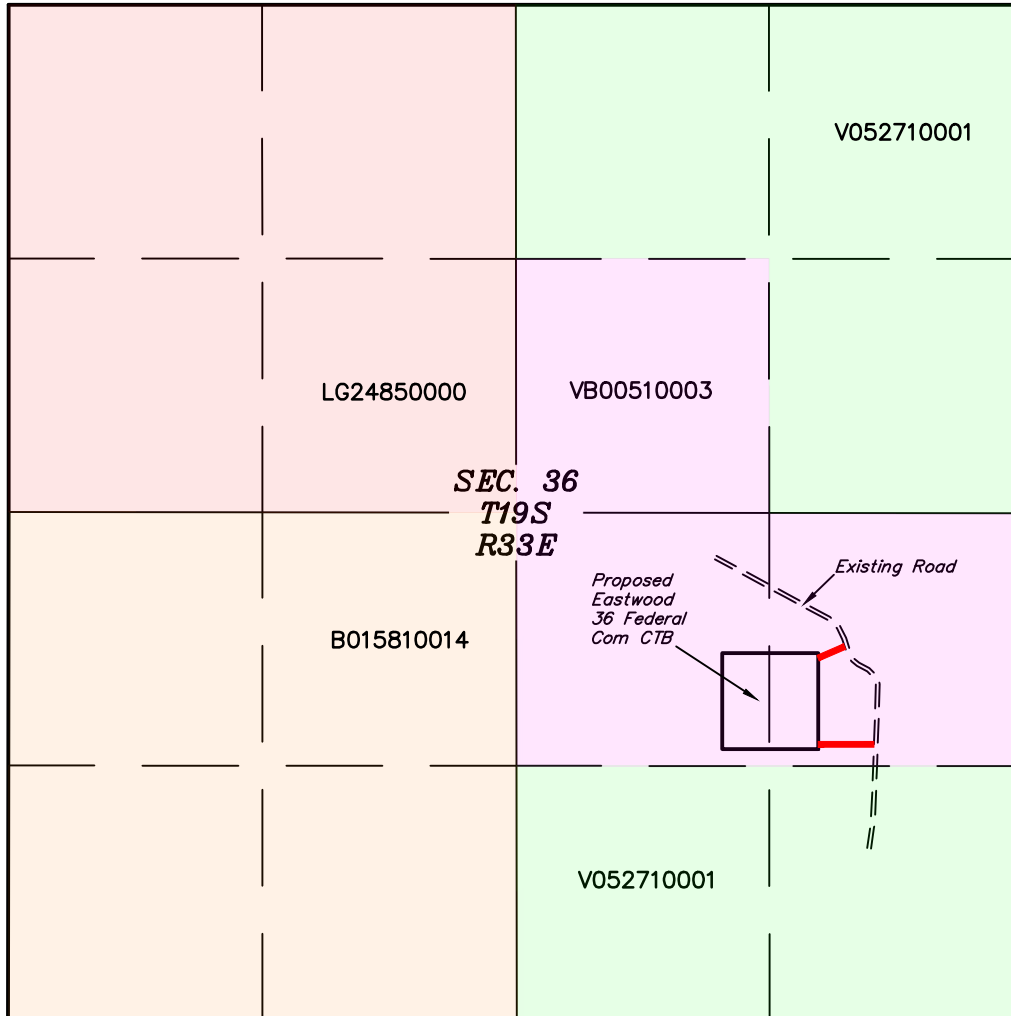 V052710001
LG24850000
VB00510003
SEC. 36
T19S
R33E
Existing Road
Proposed
Eastwood
36 Federal
Com CTB
B015810014
V052710001